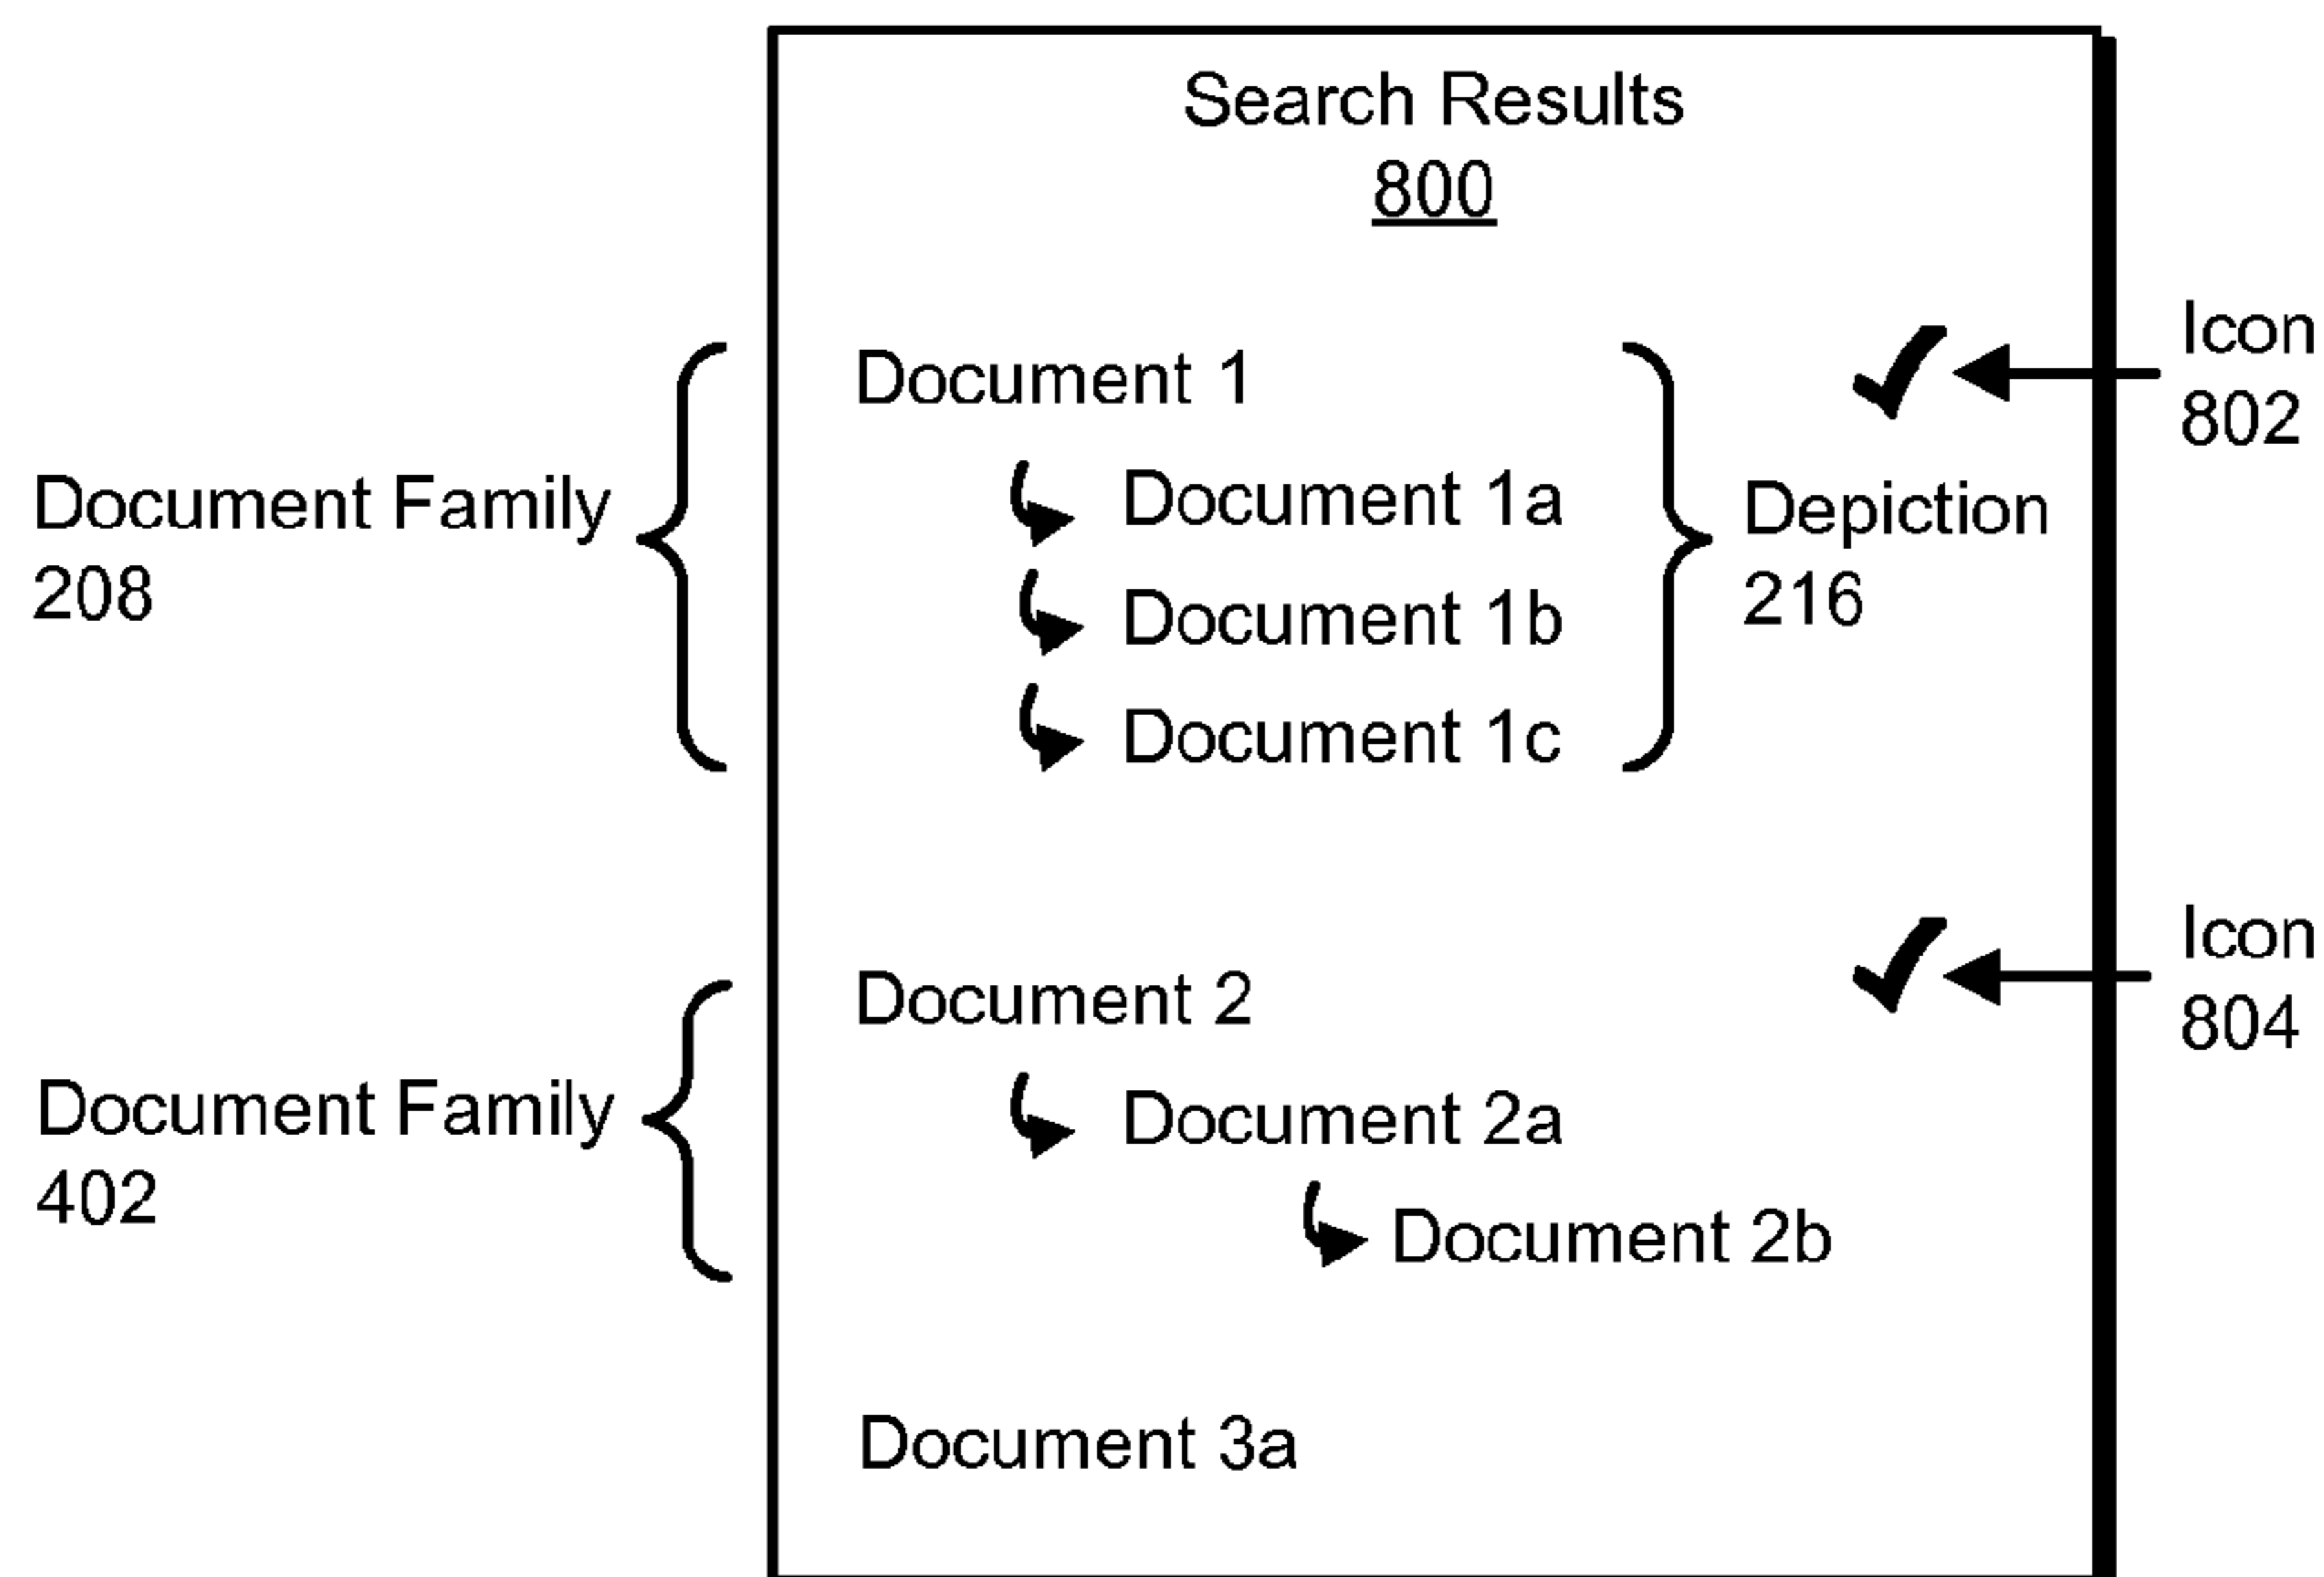 Search Results
800
Icon
802
Document 1
Document Family
208
Document 1a
Depiction
216
Document 1b
Document 1c
Icon
804
Document 2
Document Family
402
Document 2a
Document 2b
Document 3a